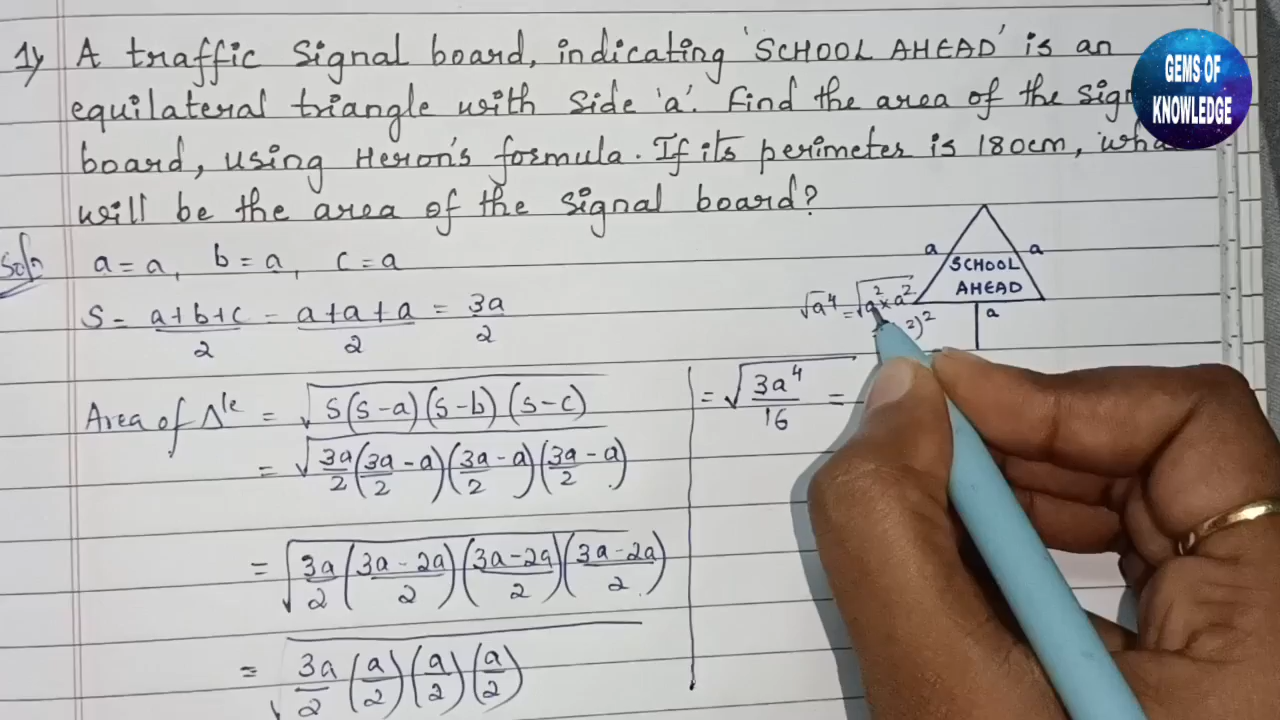 1) A traffic Signal board, indicating 'SCHOOL AHEAD' is an
equilateral triangle with Side 'a'. Find the area of the
board, using Heron's formula. If its perimeter is 180cm,
will be the area of the Signal board?
GEMS OF
KNOWLEDGE
Soln a = a, b = a, c = a
S = a+b+c/2 = a+a+a/2 = 3a/2
a a
SCHOOL
AHEAD
a
√a⁴ = √a²×a²
2)²
Area of Δle = √S(S-a)(S-b)(S-c)
= √3a/2(3a/2-a)(3a/2-a)(3a/2-a)
= √3a/2(3a-2a/2)(3a-2a/2)(3a-2a/2)
= √3a/2(a/2)(a/2)(a/2)
= √3a⁴/16 =